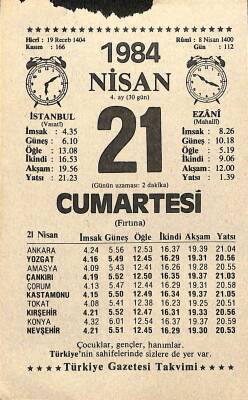 Hicrî : 19 Receb 1404
Kasım : 166
Rûmî : 8 Nisan 1400
Gün : 112
1984
NİSAN
4. ay (30 gün)
İSTANBUL
(Vasatî)
İmsak : 4.35
Güneş : 6.10
Öğle : 13.08
İkindi : 16.53
Akşam : 19.56
Yatsı : 21.23
21
EZÂNÎ
(Mahallî)
İmsak : 8.26
Güneş : 10.18
Öğle : 5.19
İkindi : 9.06
Akşam : 12.00
Yatsı : 1.39
(Günün uzaması: 2 dakika)
CUMARTESİ
(Fırtına)
21 Nisan İmsak Güneş Öğle İkindi Akşam Yatsı
ANKARA 4.24 5.56 12.53 16.37 19.39 21.04
YOZGAT 4.16 5.49 12.45 16.29 19.31 20.56
AMASYA 4.09 5.43 12.41 16.26 19.28 20.55
ÇANKIRI 4.19 5.52 12.50 16.35 19.37 21.03
ÇORUM 4.13 5.47 12.44 16.29 19.31 20.58
KASTAMONU 4.15 5.50 12.49 16.34 19.37 21.05
TOKAT 4.08 5.41 12.38 16.23 19.25 20.51
KIRŞEHİR 4.21 5.52 12.47 16.31 19.33 20.56
KONYA 4.32 6.01 12.54 16.37 19.37 20.59
NEVŞEHİR 4.21 5.51 12.45 16.29 19.30 20.53
Çocuklar, gençler, hanımlar.
Türkiye'nin sahifelerinde sizlere de yer var.
Türkiye Gazetesi Takvimi